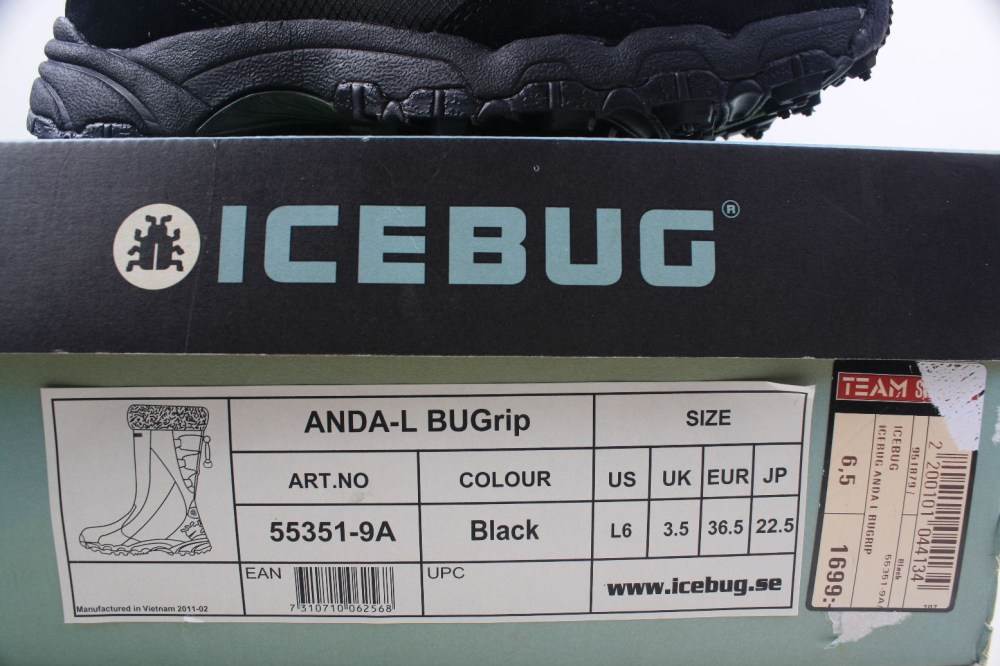 ICEBUG®
ANDA-L BUGrip
SIZE
ART.NO
COLOUR
US
UK
EUR
JP
55351-9A
Black
L6
3.5
36.5
22.5
EAN
7 310710 062568
UPC
www.icebug.se
Manufactured in Vietnam 2011-02
TEAM
2 200101 044134
951879/
ICEBUG
ICEBUG ANDA L BUGRIP
Black
55351-9A/
6,5
1699:-